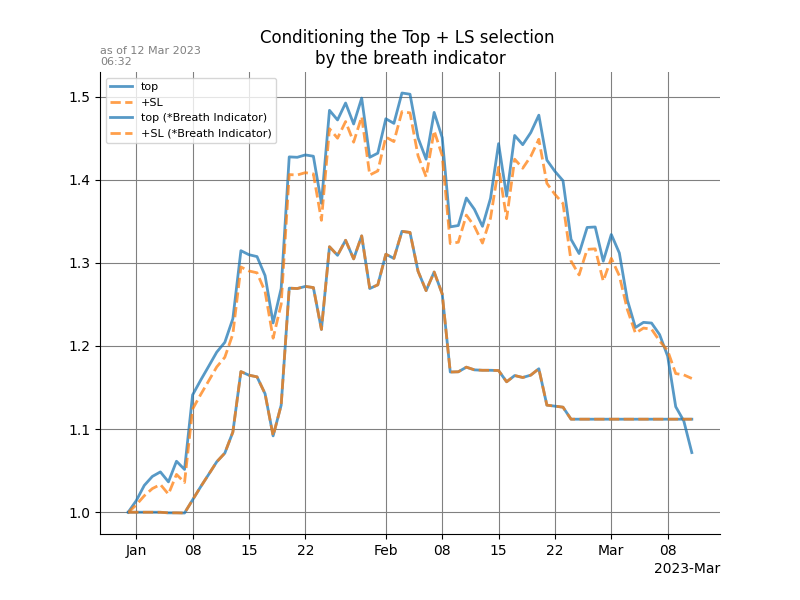 Conditioning the Top + LS selection
by the breath indicator
as of 12 Mar 2023
06:32
top
+SL
top (*Breath Indicator)
+SL (*Breath Indicator)
1.5
1.4
1.3
1.2
1.1
1.0
Jan 08 15 22 Feb 08 15 22 Mar 08
2023-Mar